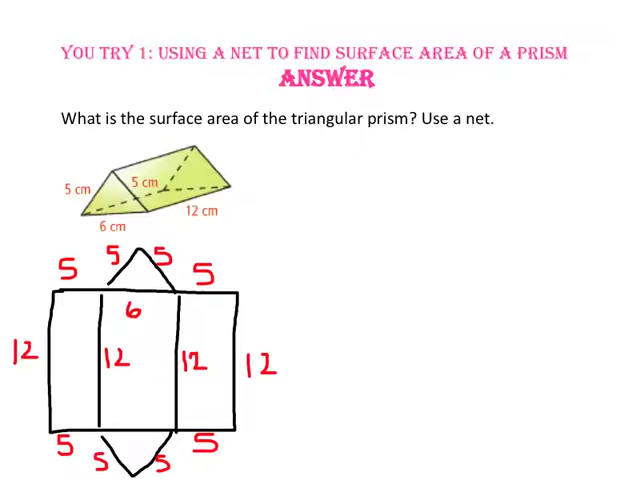 YOU TRY 1: USING A NET TO FIND SURFACE AREA OF A PRISM
ANSWER
What is the surface area of the triangular prism? Use a net.
5 cm
5 cm
12 cm
6 cm
5 5 5 5
6
12 12 12 12
5 5 5 5